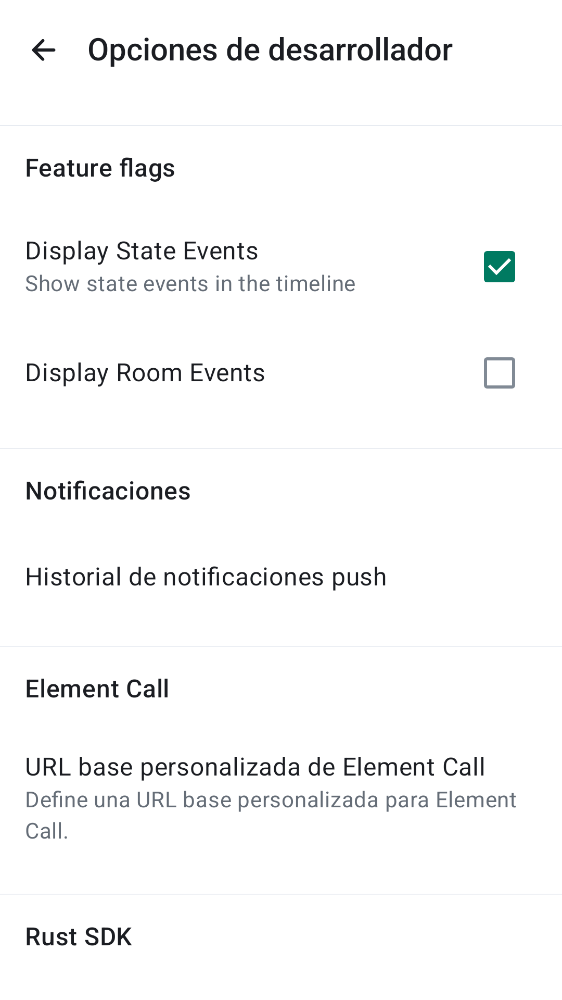 Opciones de desarrollador
Feature flags
Display State Events
Show state events in the timeline
Display Room Events
Notificaciones
Historial de notificaciones push
Element Call
URL base personalizada de Element Call
Define una URL base personalizada para Element
Call.
Rust SDK